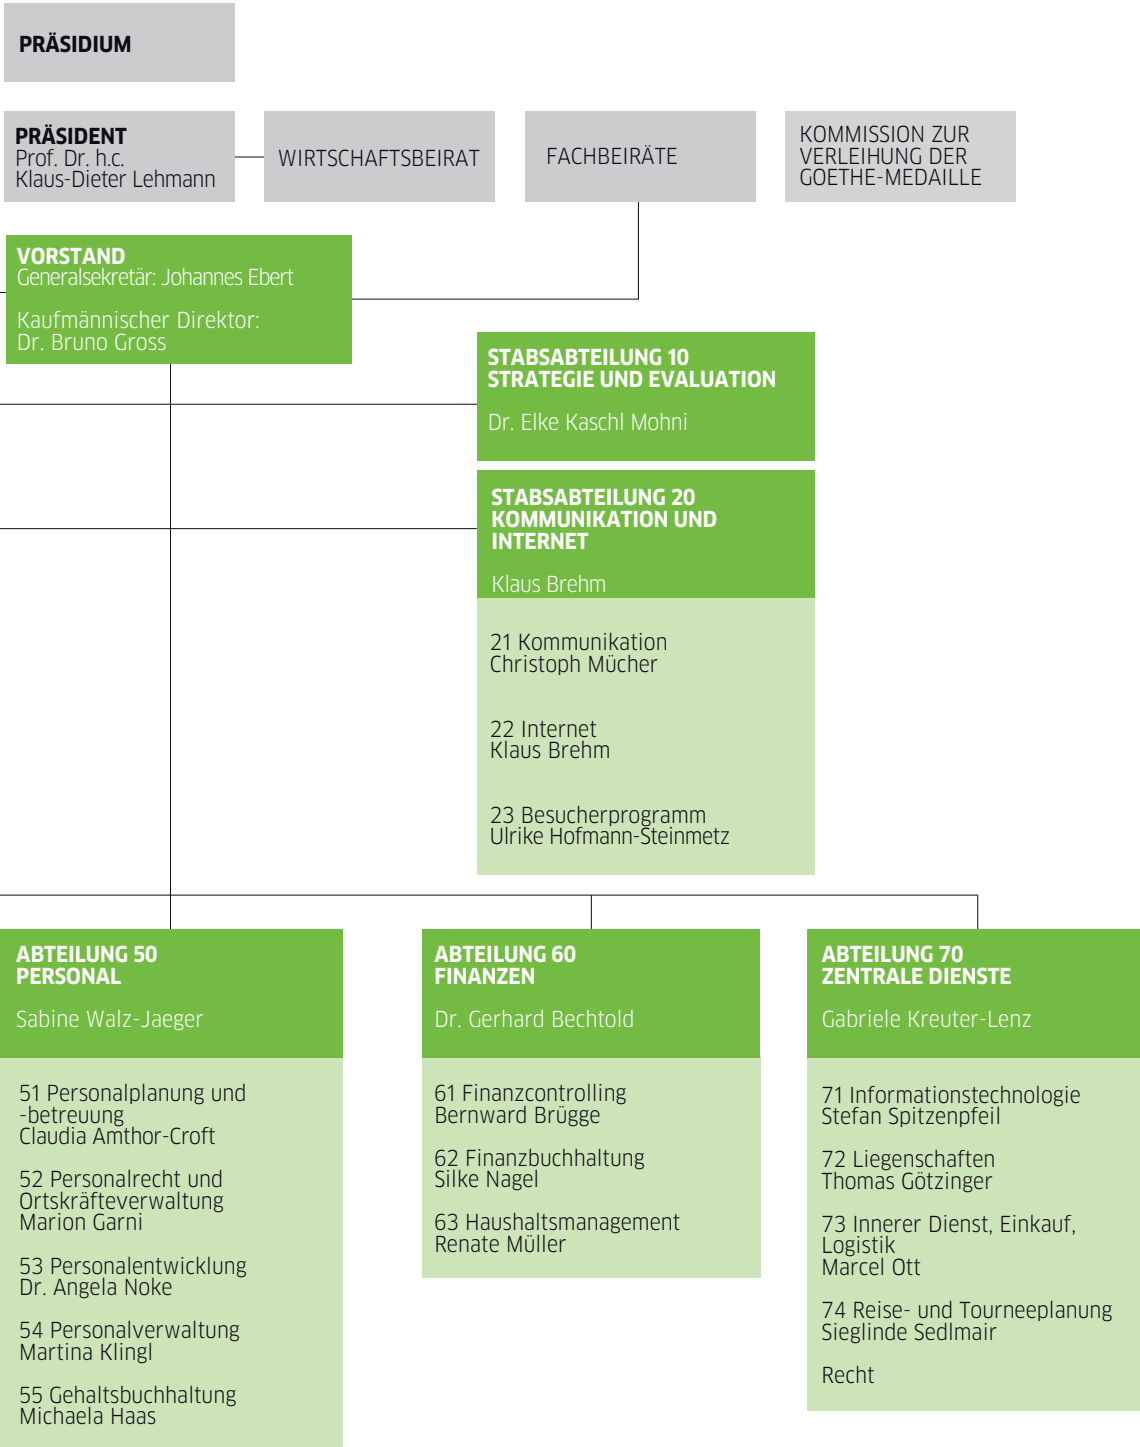 PRÄSIDIUM
PRÄSIDENT
Prof. Dr. h.c.
Klaus-Dieter Lehmann
WIRTSCHAFTSBEIRAT
FACHBEIRÄTE
KOMMISSION ZUR
VERLEIHUNG DER
GOETHE-MEDAILLE
VORSTAND
Generalsekretär: Johannes Ebert
Kaufmännischer Direktor:
Dr. Bruno Gross
STABSABTEILUNG 10
STRATEGIE UND EVALUATION
Dr. Elke Kaschl Mohni
STABSABTEILUNG 20
KOMMUNIKATION UND
INTERNET
Klaus Brehm
21 Kommunikation
Christoph Mücher
22 Internet
Klaus Brehm
23 Besucherprogramm
Ulrike Hofmann-Steinmetz
ABTEILUNG 50
PERSONAL
Sabine Walz-Jaeger
51 Personalplanung und
-betreuung
Claudia Amthor-Croft
52 Personalrecht und
Ortskräfteverwaltung
Marion Garni
53 Personalentwicklung
Dr. Angela Noke
54 Personalverwaltung
Martina Klingl
55 Gehaltsbuchhaltung
Michaela Haas
ABTEILUNG 60
FINANZEN
Dr. Gerhard Bechtold
61 Finanzcontrolling
Bernward Brügge
62 Finanzbuchhaltung
Silke Nagel
63 Haushaltsmanagement
Renate Müller
ABTEILUNG 70
ZENTRALE DIENSTE
Gabriele Kreuter-Lenz
71 Informationstechnologie
Stefan Spitzenpfeil
72 Liegenschaften
Thomas Götzinger
73 Innerer Dienst, Einkauf,
Logistik
Marcel Ott
74 Reise- und Tourneeplanung
Sieglinde Sedlmair
Recht